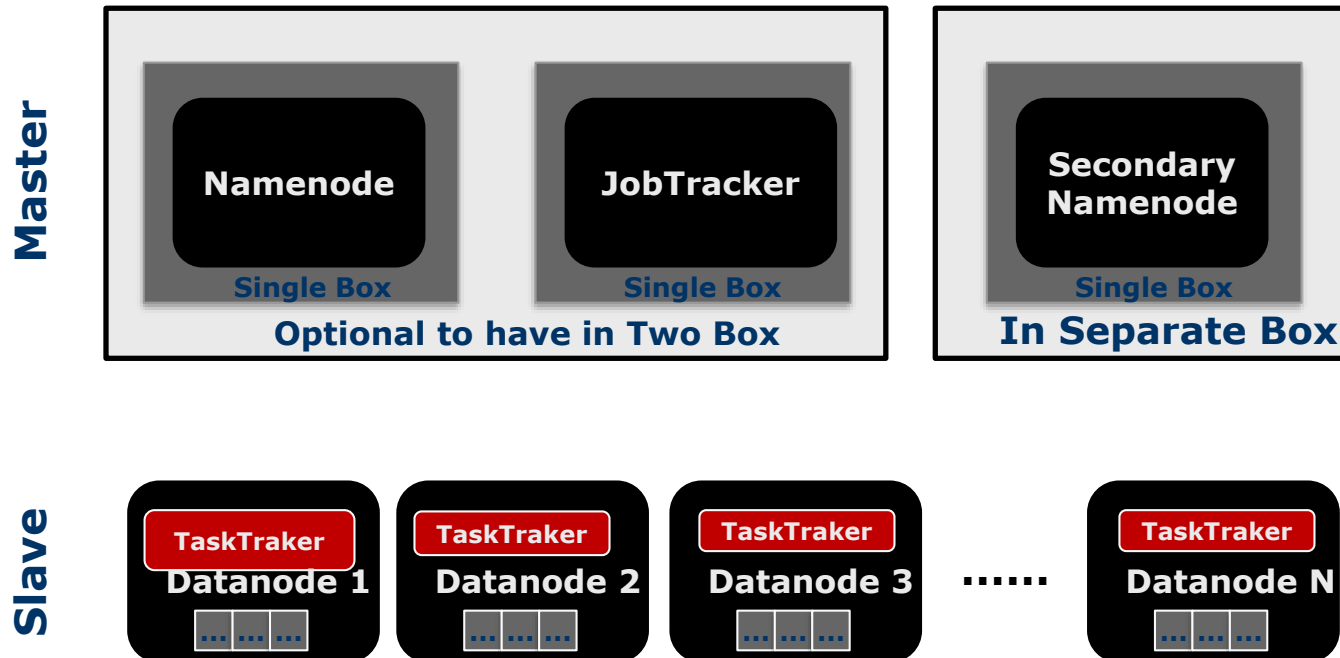 Master
Namenode
Single Box
JobTracker
Single Box
Optional to have in Two Box
Secondary
Namenode
Single Box
In Separate Box
Slave
TaskTraker
Datanode 1
... ... ...
TaskTraker
Datanode 2
... ... ...
TaskTraker
Datanode 3
... ... ...
......
TaskTraker
Datanode N
... ... ...